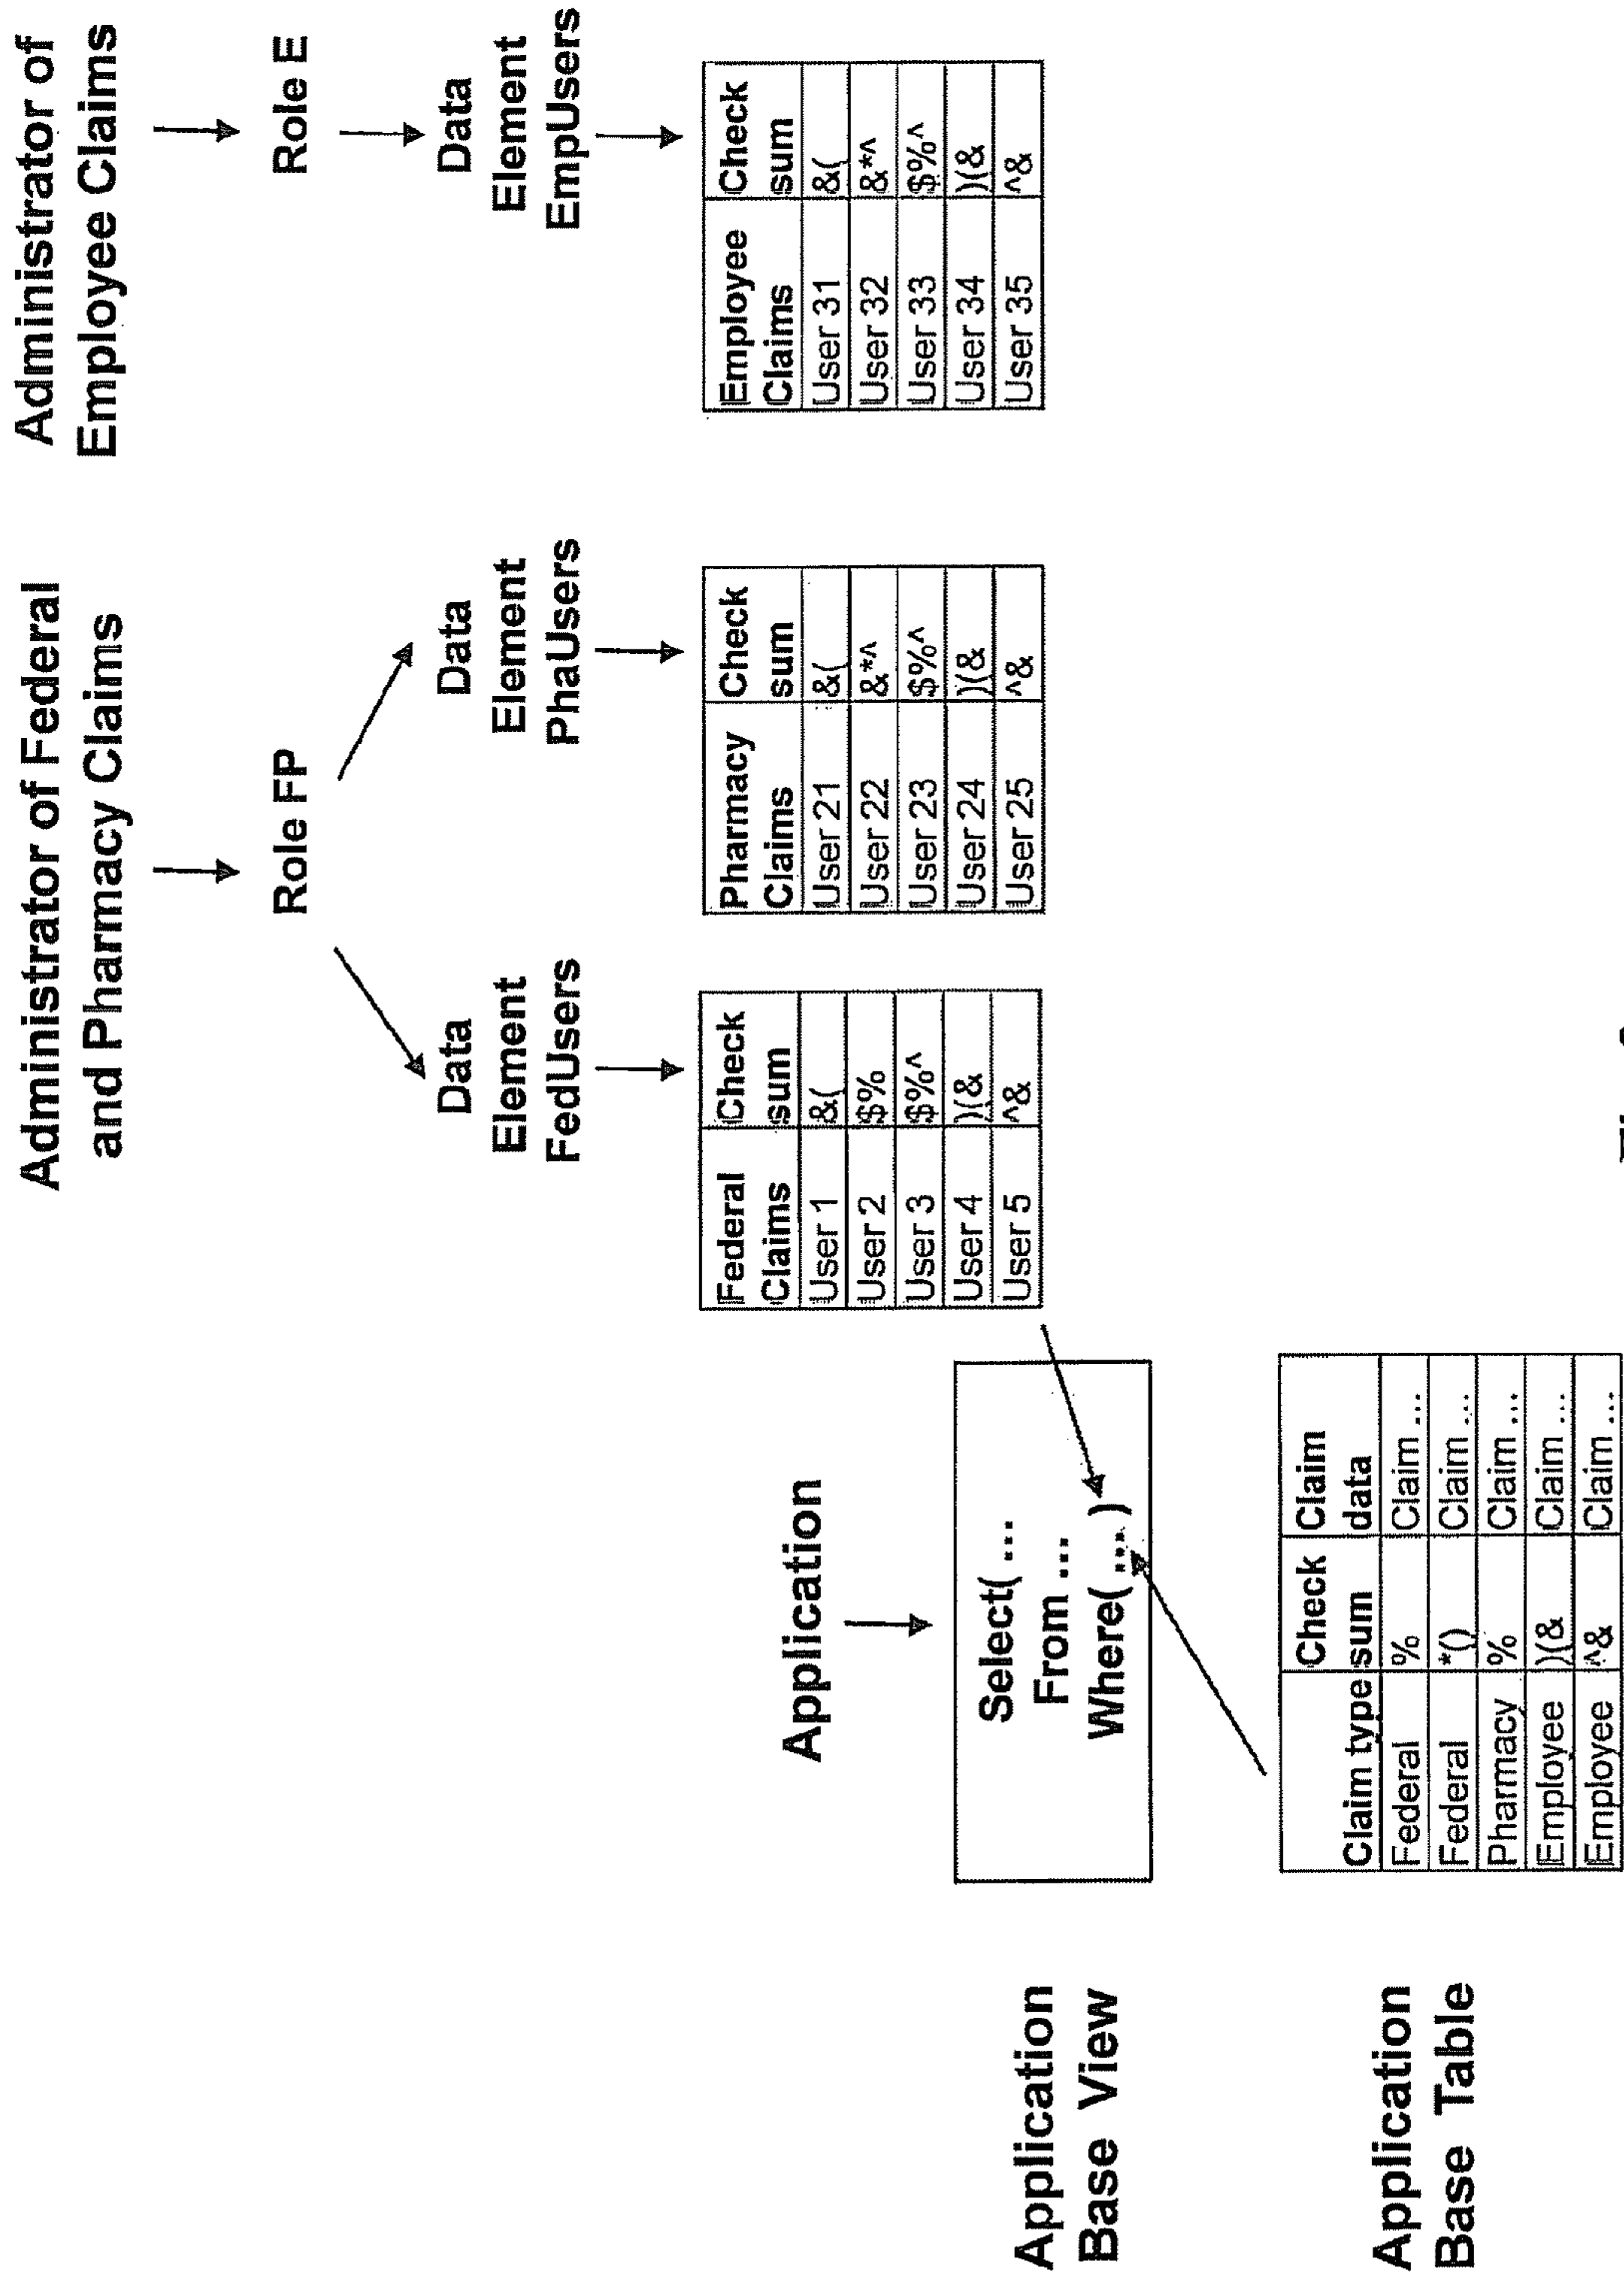 Administrator of Federal
and Pharmacy Claims
Administrator of
Employee Claims
Role FP
Role E
Data
Element
FedUsers
Data
Element
PhaUsers
Data
Element
EmpUsers
Federal Claims Check sum
User 1 &(
User 2 $%
User 3 $%^
User 4 )(&
User 5 ^&
Pharmacy Claims Check sum
User 21 &(
User 22 &*^
User 23 $%^
User 24 )(&
User 25 ^&
Employee Claims Check sum
User 31 &(
User 32 &*^
User 33 $%^
User 34 )(&
User 35 ^&
Application
Application
Base View
Select( ...
From ...
Where( ... )
Application
Base Table
Claim type Check sum Claim data
Federal % Claim ...
Federal *() Claim ...
Pharmacy % Claim ...
Employee )(& Claim ...
Employee ^& Claim ...